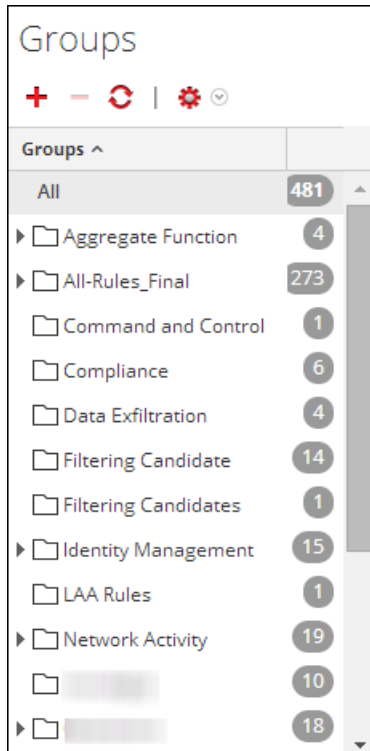 Groups
Groups
All 481
Aggregate Function 4
All-Rules_Final 273
Command and Control 1
Compliance 6
Data Exfiltration 4
Filtering Candidate 14
Filtering Candidates 1
Identity Management 15
LAA Rules 1
Network Activity 19
10
18